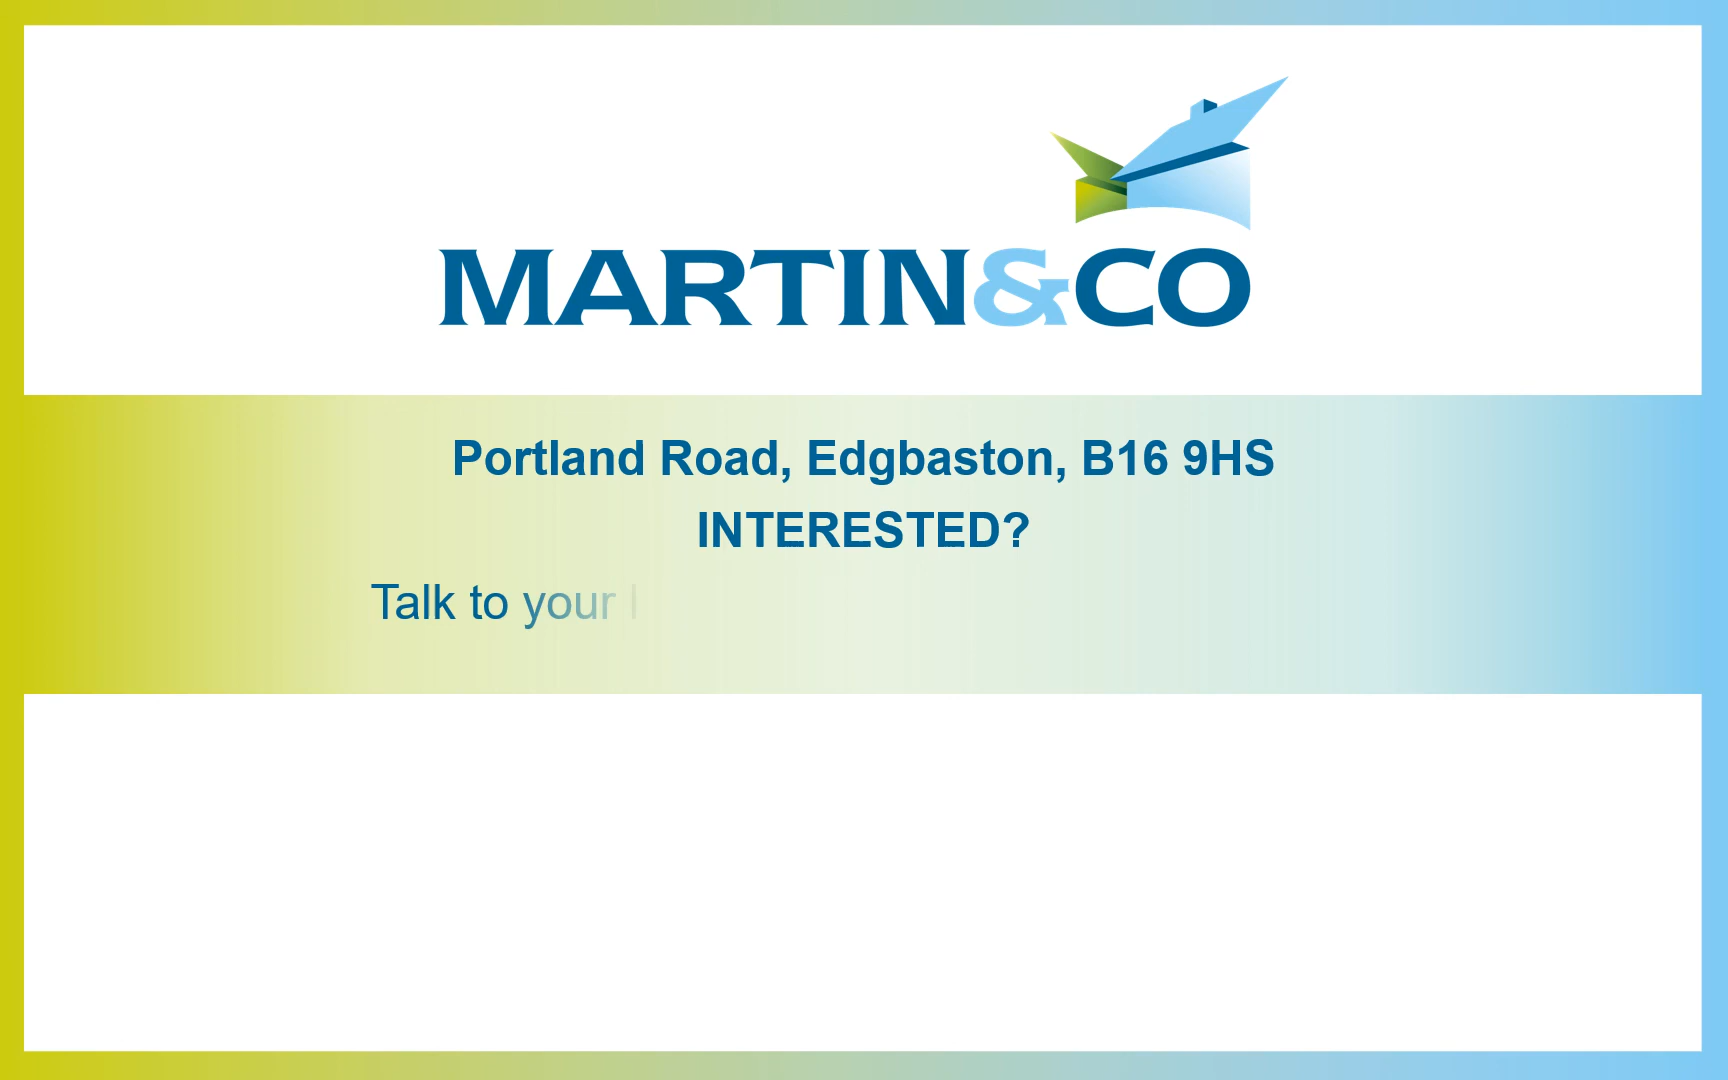 MARTIN&CO
Portland Road, Edgbaston, B16 9HS
INTERESTED?
Talk to your